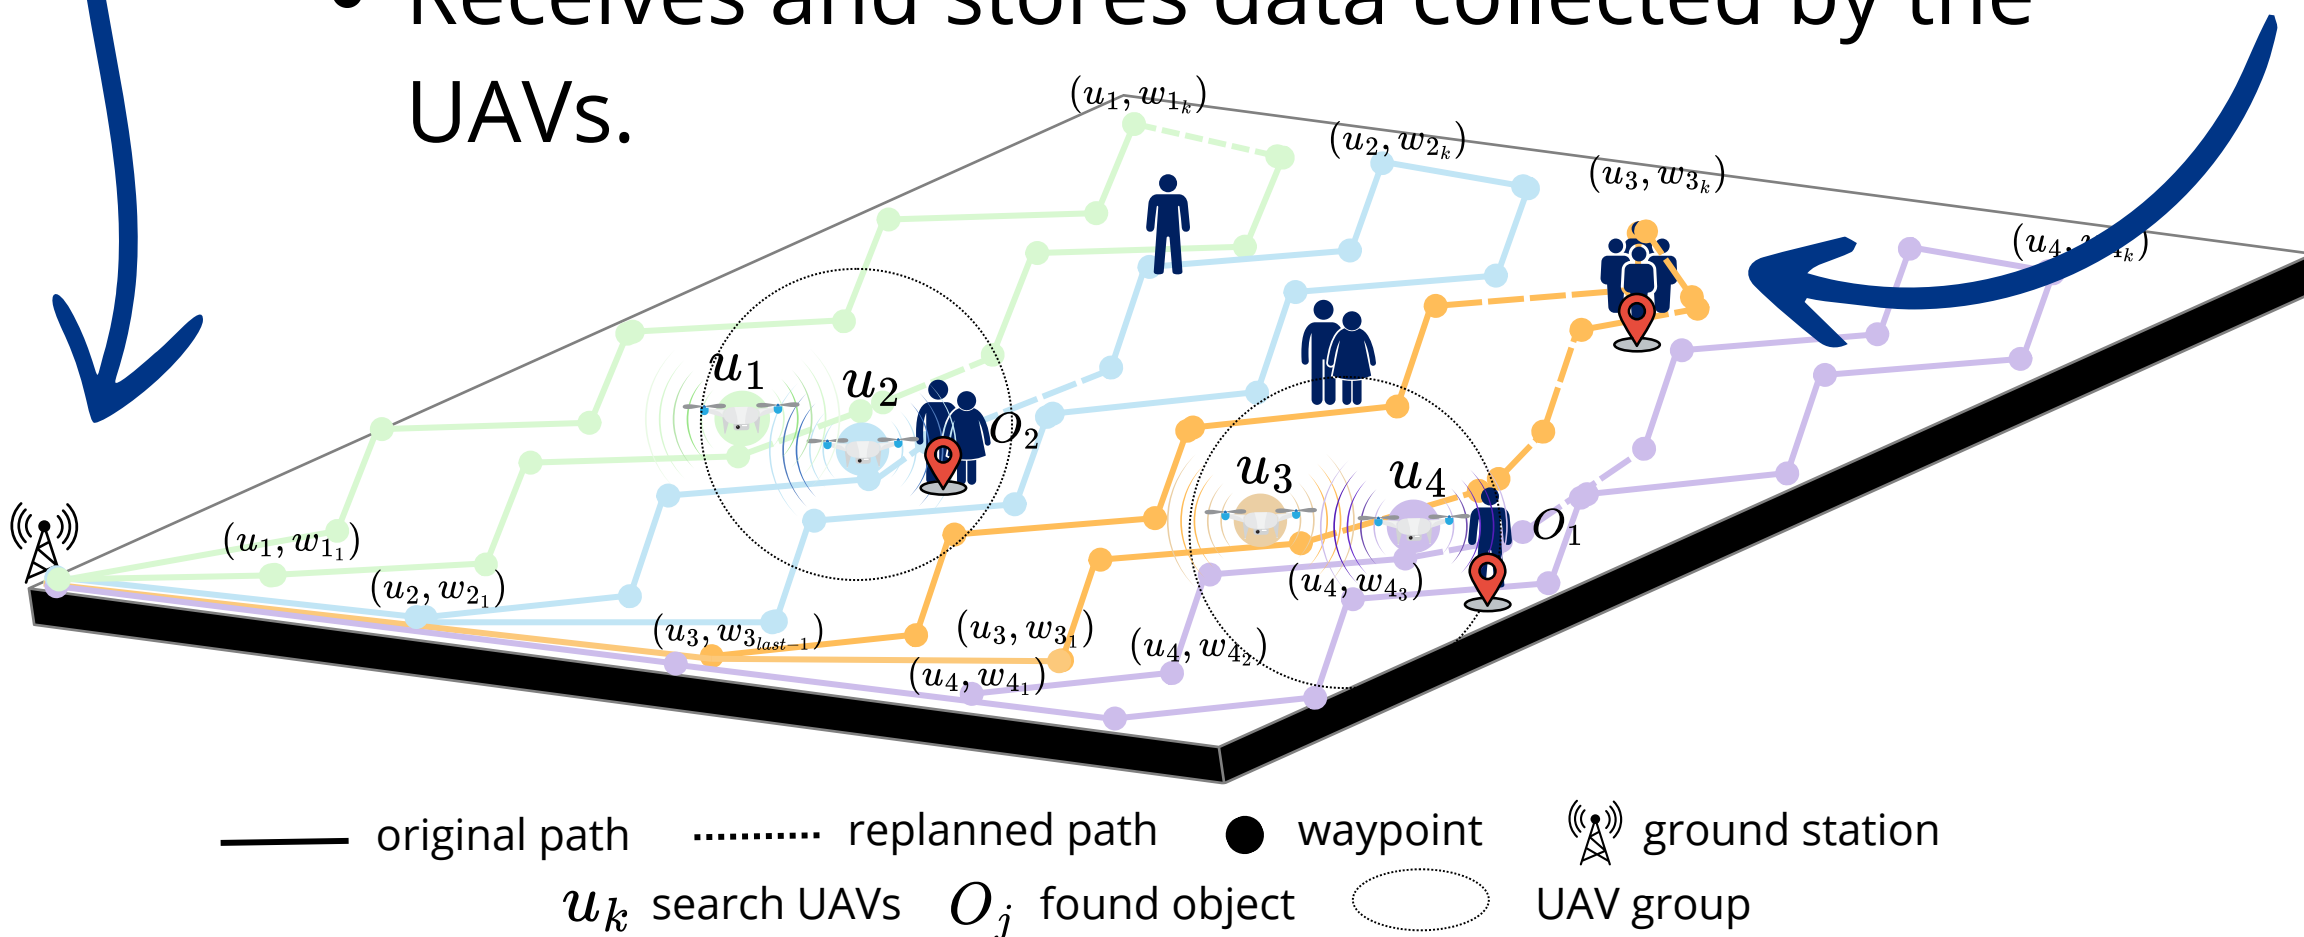 • Receives and stores data collected by the
UAVs.
(u₁, w₁ₖ)
(u₂, w₂ₖ)
(u₃, w₃ₖ)
u₁
u₂
O₂
u₃
u₄
O₁
(u₁, w₁₁)
(u₂, w₂₁)
(u₄, w₄₃)
(u₃, w₃last−1)
(u₃, w₃₁)
(u₄, w₄₂)
(u₄, w₄₁)
original path
replanned path
waypoint
ground station
uₖ search UAVs
Oⱼ found object
UAV group